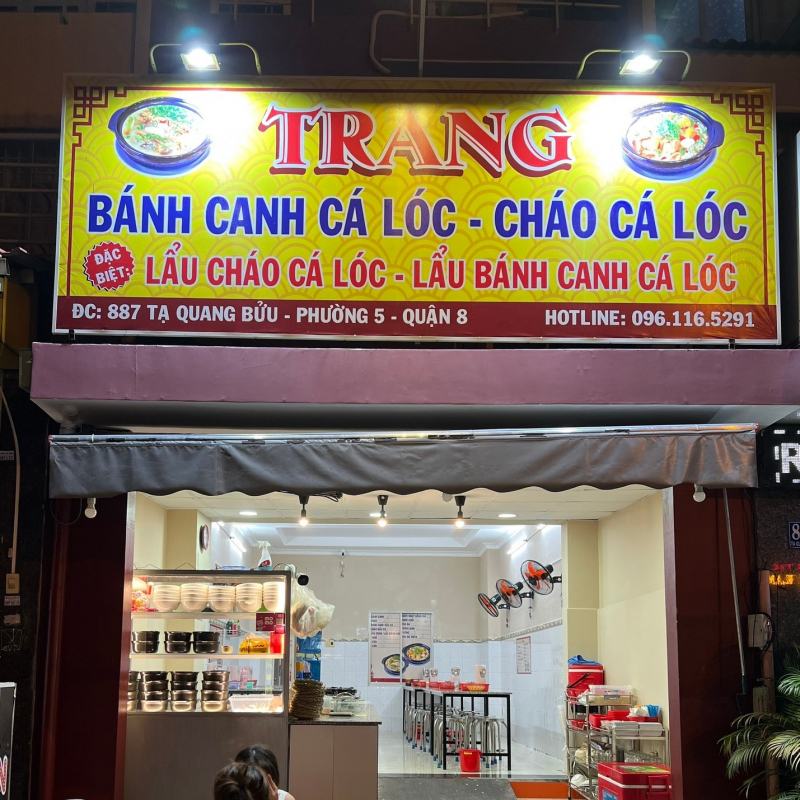 TRANG
BÁNH CANH CÁ LÓC - CHÁO CÁ LÓC
ĐẶC BIỆT: LẨU CHÁO CÁ LÓC - LẨU BÁNH CANH CÁ LÓC
ĐC: 887 TẠ QUANG BỬU - PHƯỜNG 5 - QUẬN 8 HOTLINE: 096.116.5291